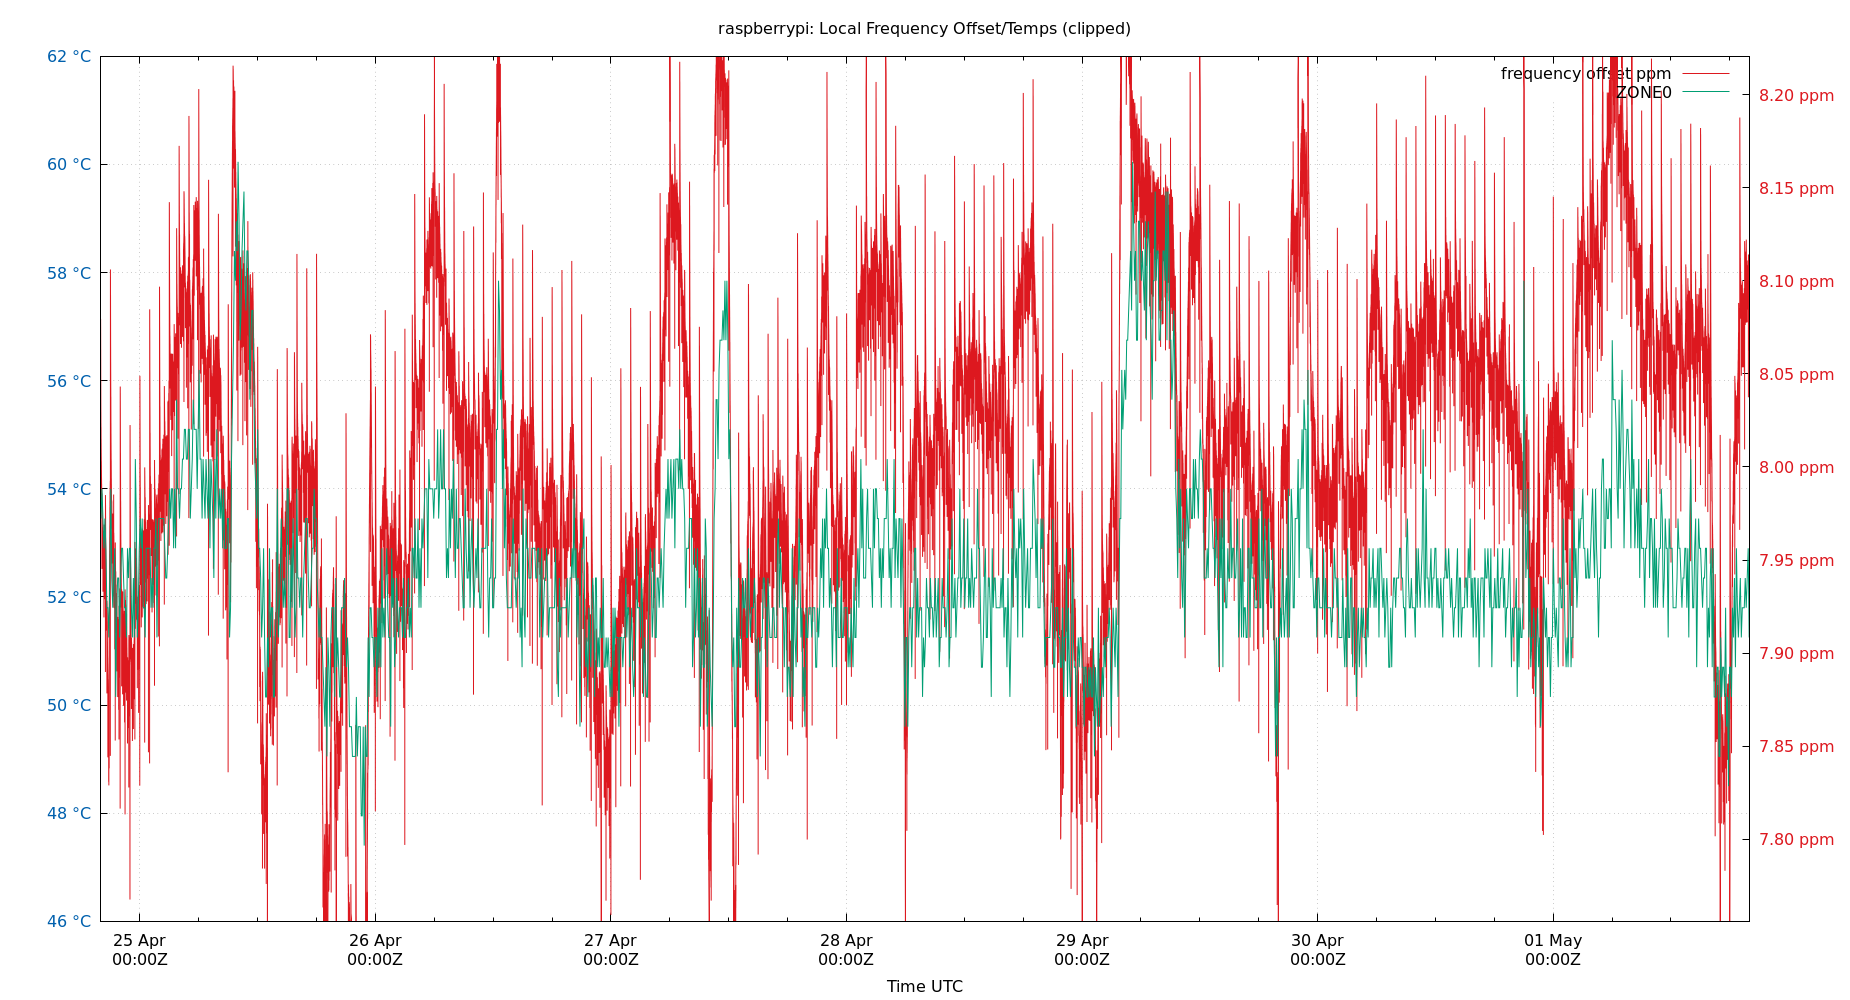 raspberrypi: Local Frequency Offset/Temps (clipped)
62 °C
60 °C
58 °C
56 °C
54 °C
52 °C
50 °C
48 °C
46 °C
frequency offset ppm
ZONE0
8.20 ppm
8.15 ppm
8.10 ppm
8.05 ppm
8.00 ppm
7.95 ppm
7.90 ppm
7.85 ppm
7.80 ppm
25 Apr 26 Apr 27 Apr 28 Apr 29 Apr 30 Apr 01 May
00:00Z 00:00Z 00:00Z 00:00Z 00:00Z 00:00Z 00:00Z
Time UTC